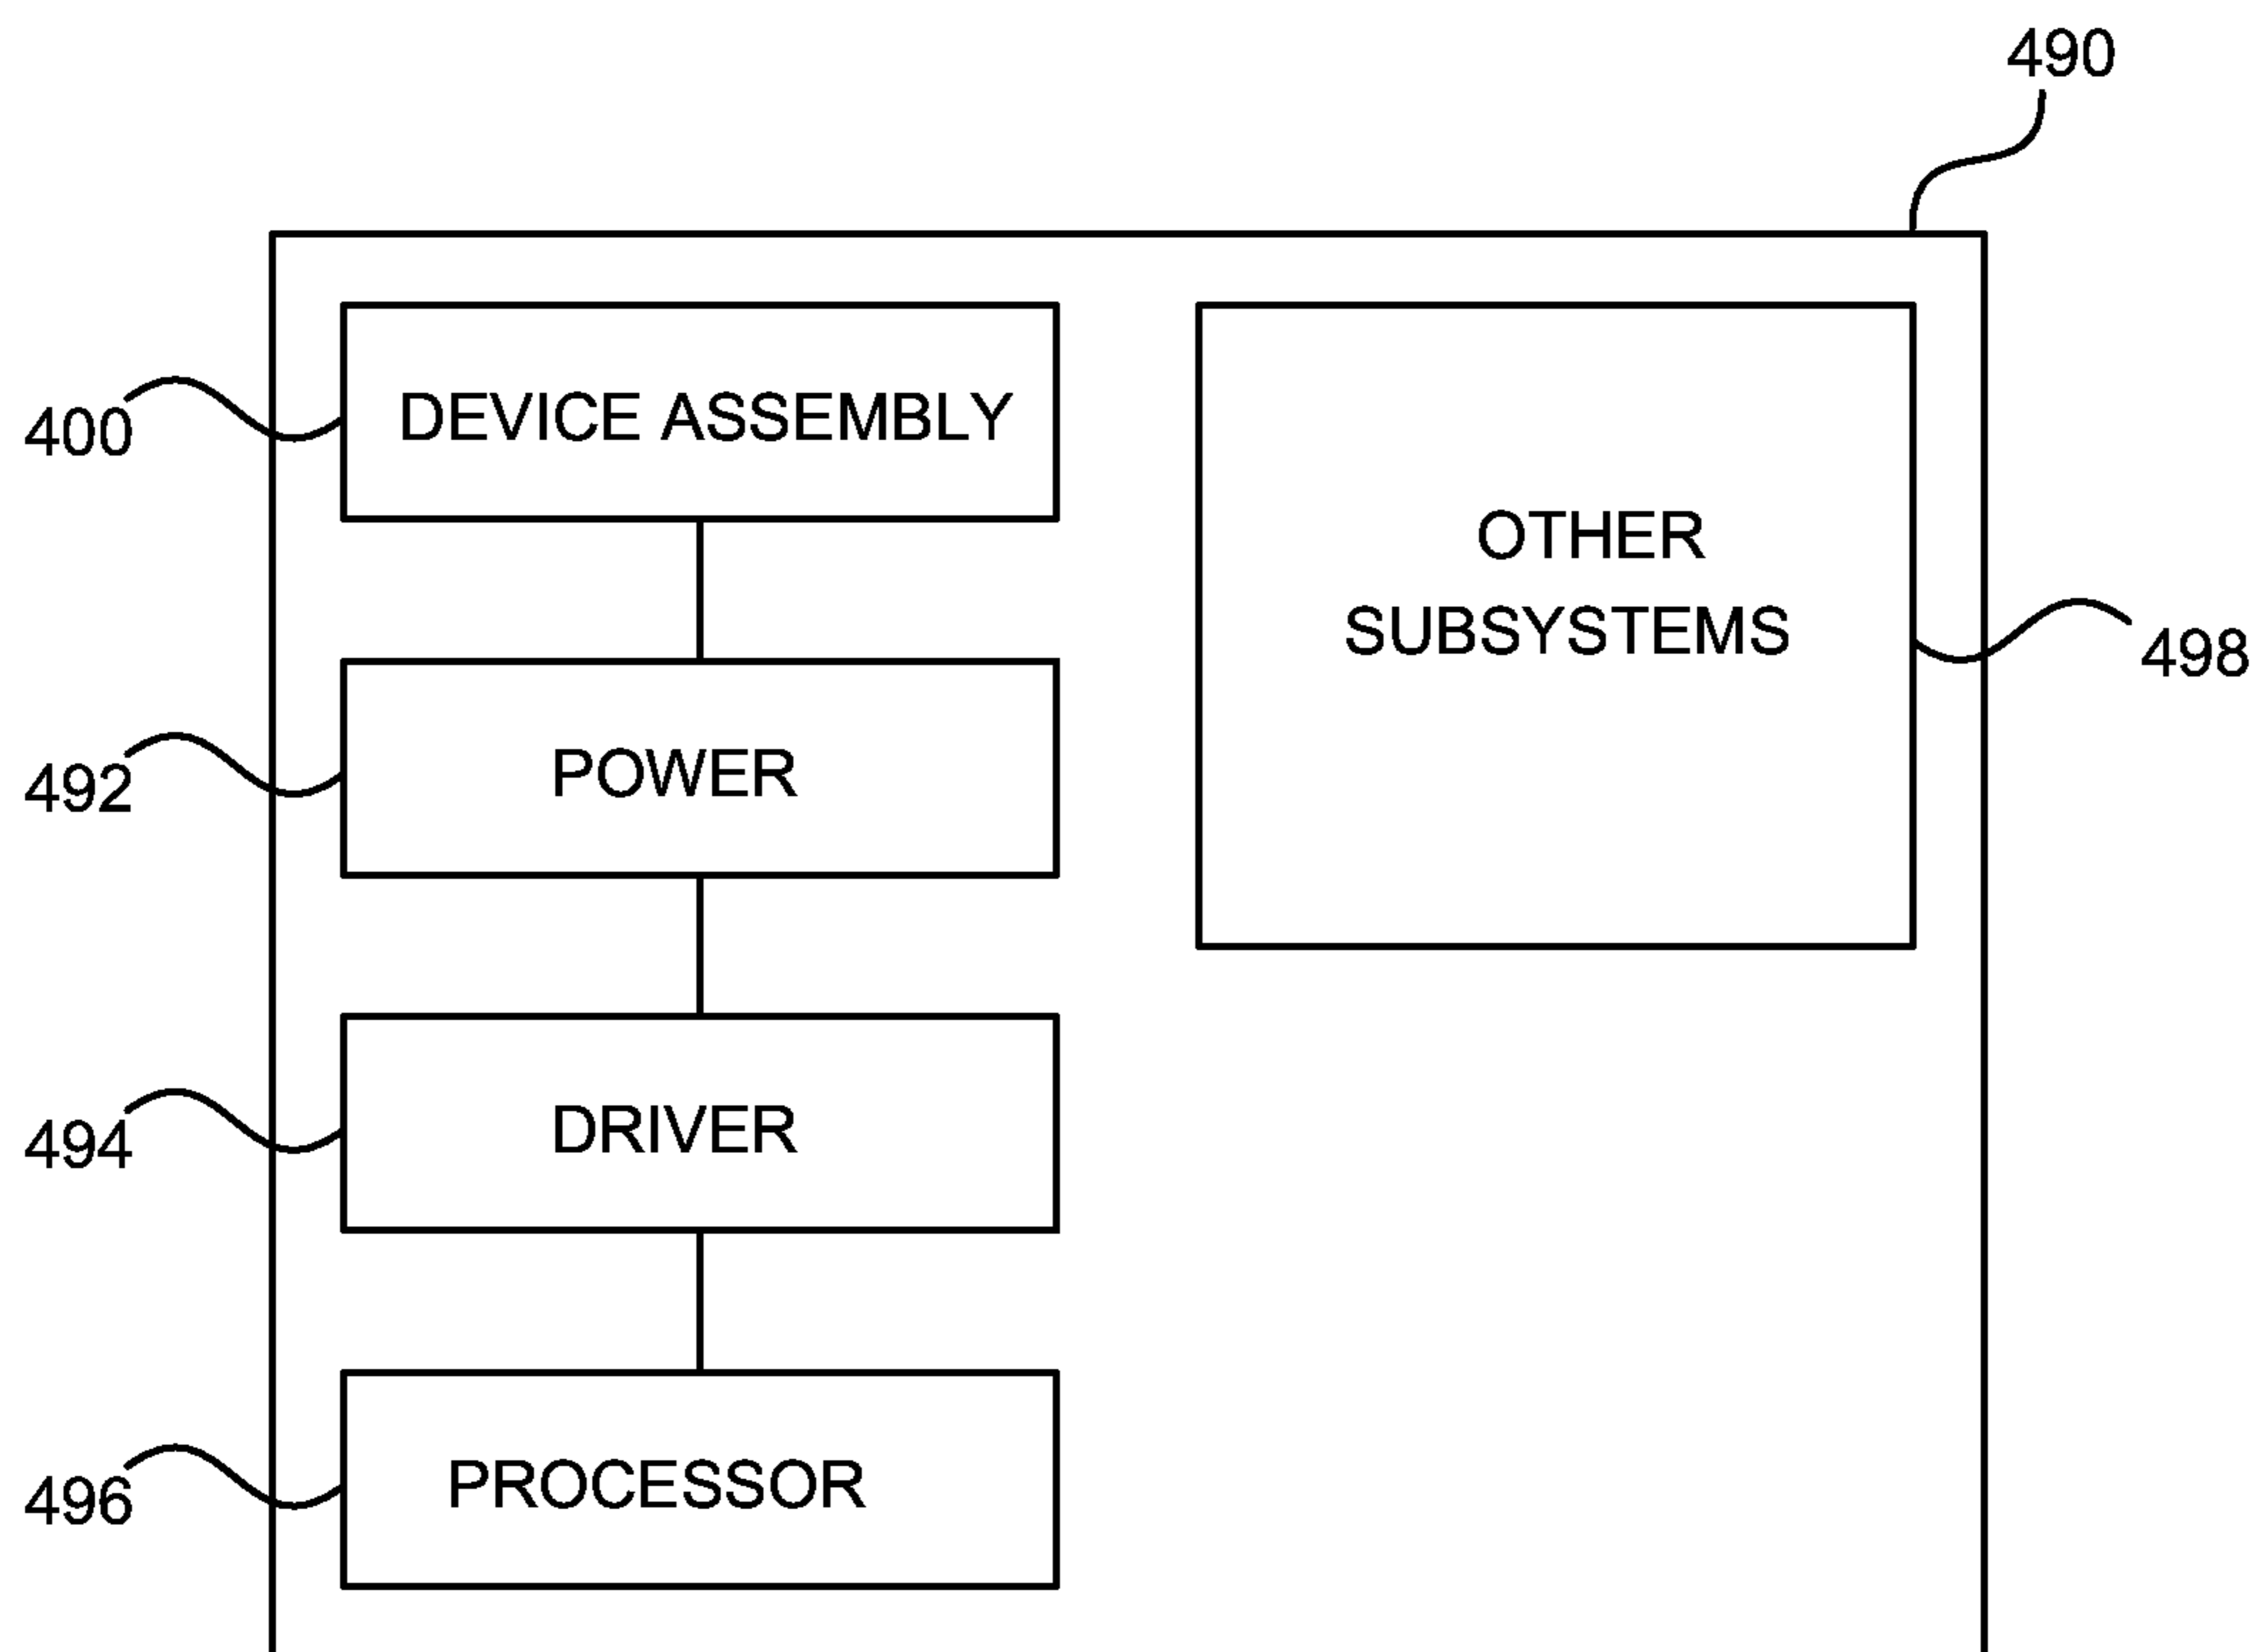 490
400
DEVICE ASSEMBLY
OTHER
SUBSYSTEMS
498
492
POWER
494
DRIVER
496
PROCESSOR